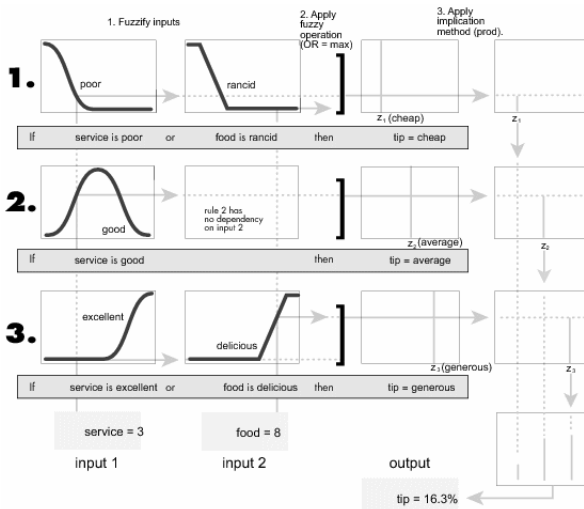 1. Fuzzify inputs
2. Apply
fuzzy
operation
(OR = max)
3. Apply
implication
method (prod).
1.
poor
rancid
z1 (cheap)
z1
If service is poor or food is rancid then tip = cheap
2.
good
rule 2 has
no dependency
on input 2
z2 (average)
z2
If service is good then tip = average
3.
excellent
delicious
z3 (generous)
z3
If service is excellent or food is delicious then tip = generous
service = 3
food = 8
input 1
input 2
output
tip = 16.3%